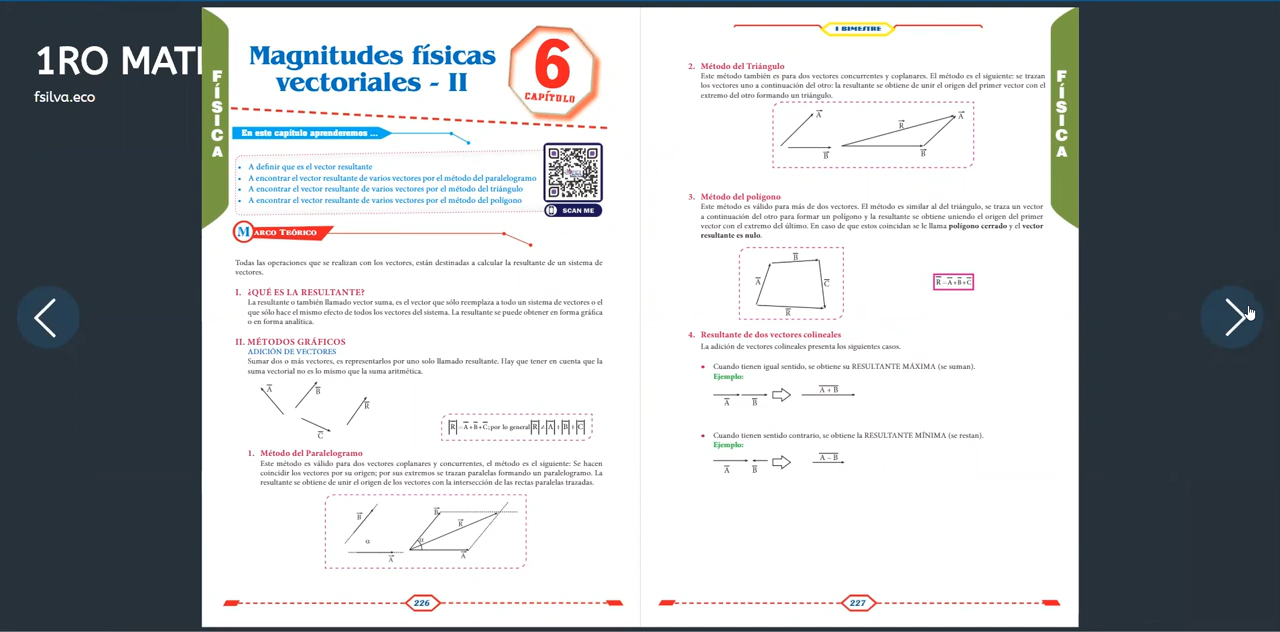 1RO MAT
fsilva.eco
FÍSICA
Magnitudes físicas
vectoriales - II
6
CAPÍTULO
En este capítulo aprenderemos ...
• A definir que es el vector resultante
• A encontrar el vector resultante de varios vectores por el método del paralelogramo
• A encontrar el vector resultante de varios vectores por el método del triángulo
• A encontrar el vector resultante de varios vectores por el método del polígono
SCAN ME
MARCO TEÓRICO
Todas las operaciones que se realizan con los vectores, están destinadas a calcular la resultante de un sistema de
vectores.
I. ¿QUÉ ES LA RESULTANTE?
La resultante o también llamado vector suma, es el vector que sólo reemplaza a todo un sistema de vectores o el
que sólo hace el mismo efecto de todos los vectores del sistema. La resultante se puede obtener en forma gráfica
o en forma analítica.
II. MÉTODOS GRÁFICOS
ADICIÓN DE VECTORES
Sumar dos o más vectores, es representarlos por uno solo llamado resultante. Hay que tener en cuenta que la
suma vectorial no es lo mismo que la suma aritmética.
A
B
R
C
|R| = A+B+C; por lo general |R| ≠ |A| + |B| + |C|
1. Método del Paralelogramo
Este método es válido para dos vectores coplanares y concurrentes, el método es el siguiente: Se hacen
coincidir los vectores por su origen; por sus extremos se trazan paralelas formando un paralelogramo. La
resultante se obtiene de unir el origen de los vectores con la intersección de las rectas paralelas trazadas.
B
α
A
B
R
α
A
226
I BIMESTRE
FÍSICA
2. Método del Triángulo
Este método también es para dos vectores concurrentes y coplanares. El método es el siguiente: se trazan
los vectores uno a continuación del otro: la resultante se obtiene de unir el origen del primer vector con el
extremo del otro formando un triángulo.
A
B
R
A
B
3. Método del polígono
Este método es válido para más de dos vectores. El método es similar al del triángulo, se traza un vector
a continuación del otro para formar un polígono y la resultante se obtiene uniendo el origen del primer
vector con el extremo del último. En caso de que estos coincidan se le llama polígono cerrado y el vector
resultante es nulo.
B
A
C
R
R = A+B+C
4. Resultante de dos vectores colineales
La adición de vectores colineales presenta los siguientes casos.
• Cuando tienen igual sentido, se obtiene su RESULTANTE MÁXIMA (se suman).
Ejemplo:
A
B
A + B
• Cuando tienen sentido contrario, se obtiene la RESULTANTE MÍNIMA (se restan).
Ejemplo:
A
B
A – B
227